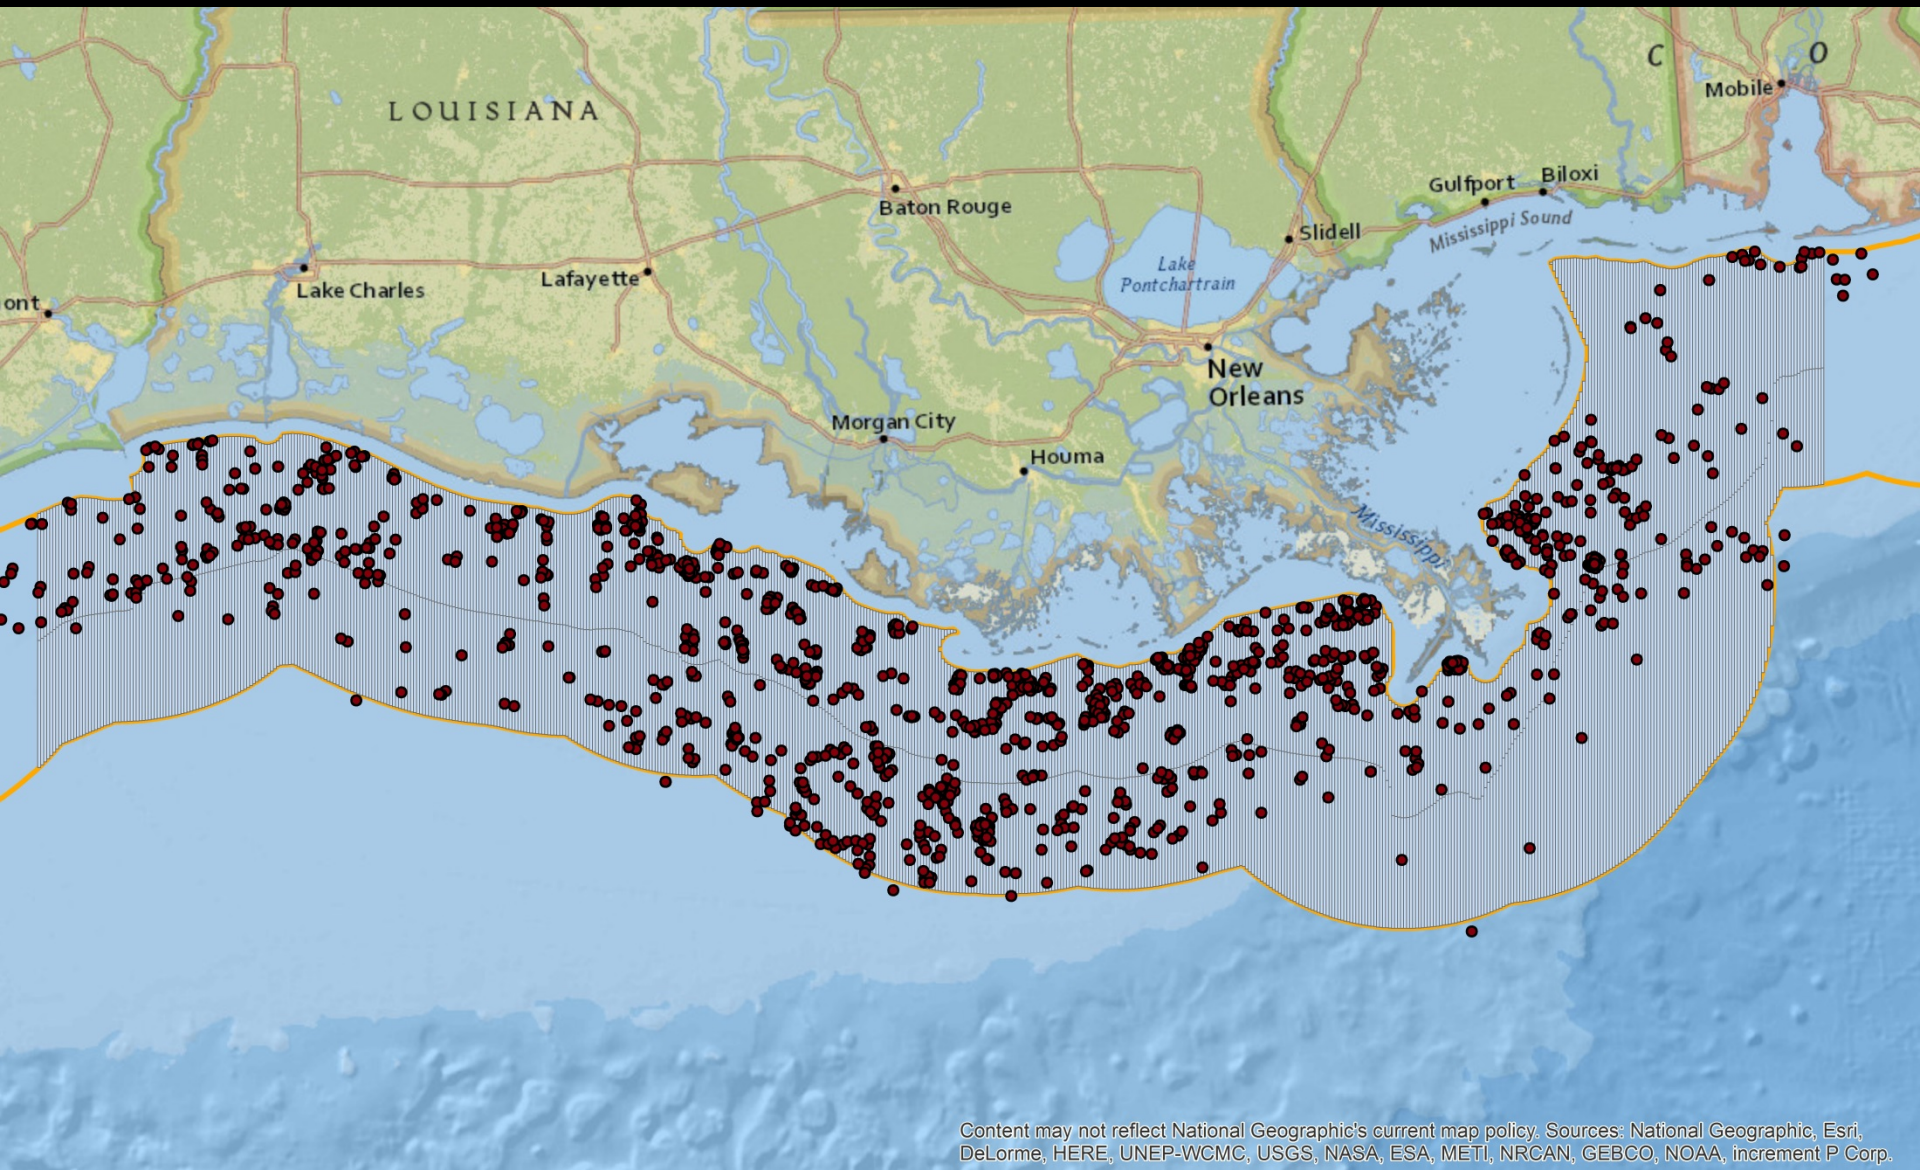 C
O
Mobile
LOUISIANA
Gulfport
Biloxi
Baton Rouge
Mississippi Sound
Slidell
Lake Charles
Lafayette
Lake
Pontchartrain
ont
New
Orleans
Morgan City
Houma
Mississippi
Content may not reflect National Geographic's current map policy. Sources: National Geographic, Esri,
DeLorme, HERE, UNEP-WCMC, USGS, NASA, ESA, METI, NRCAN, GEBCO, NOAA, increment P Corp.